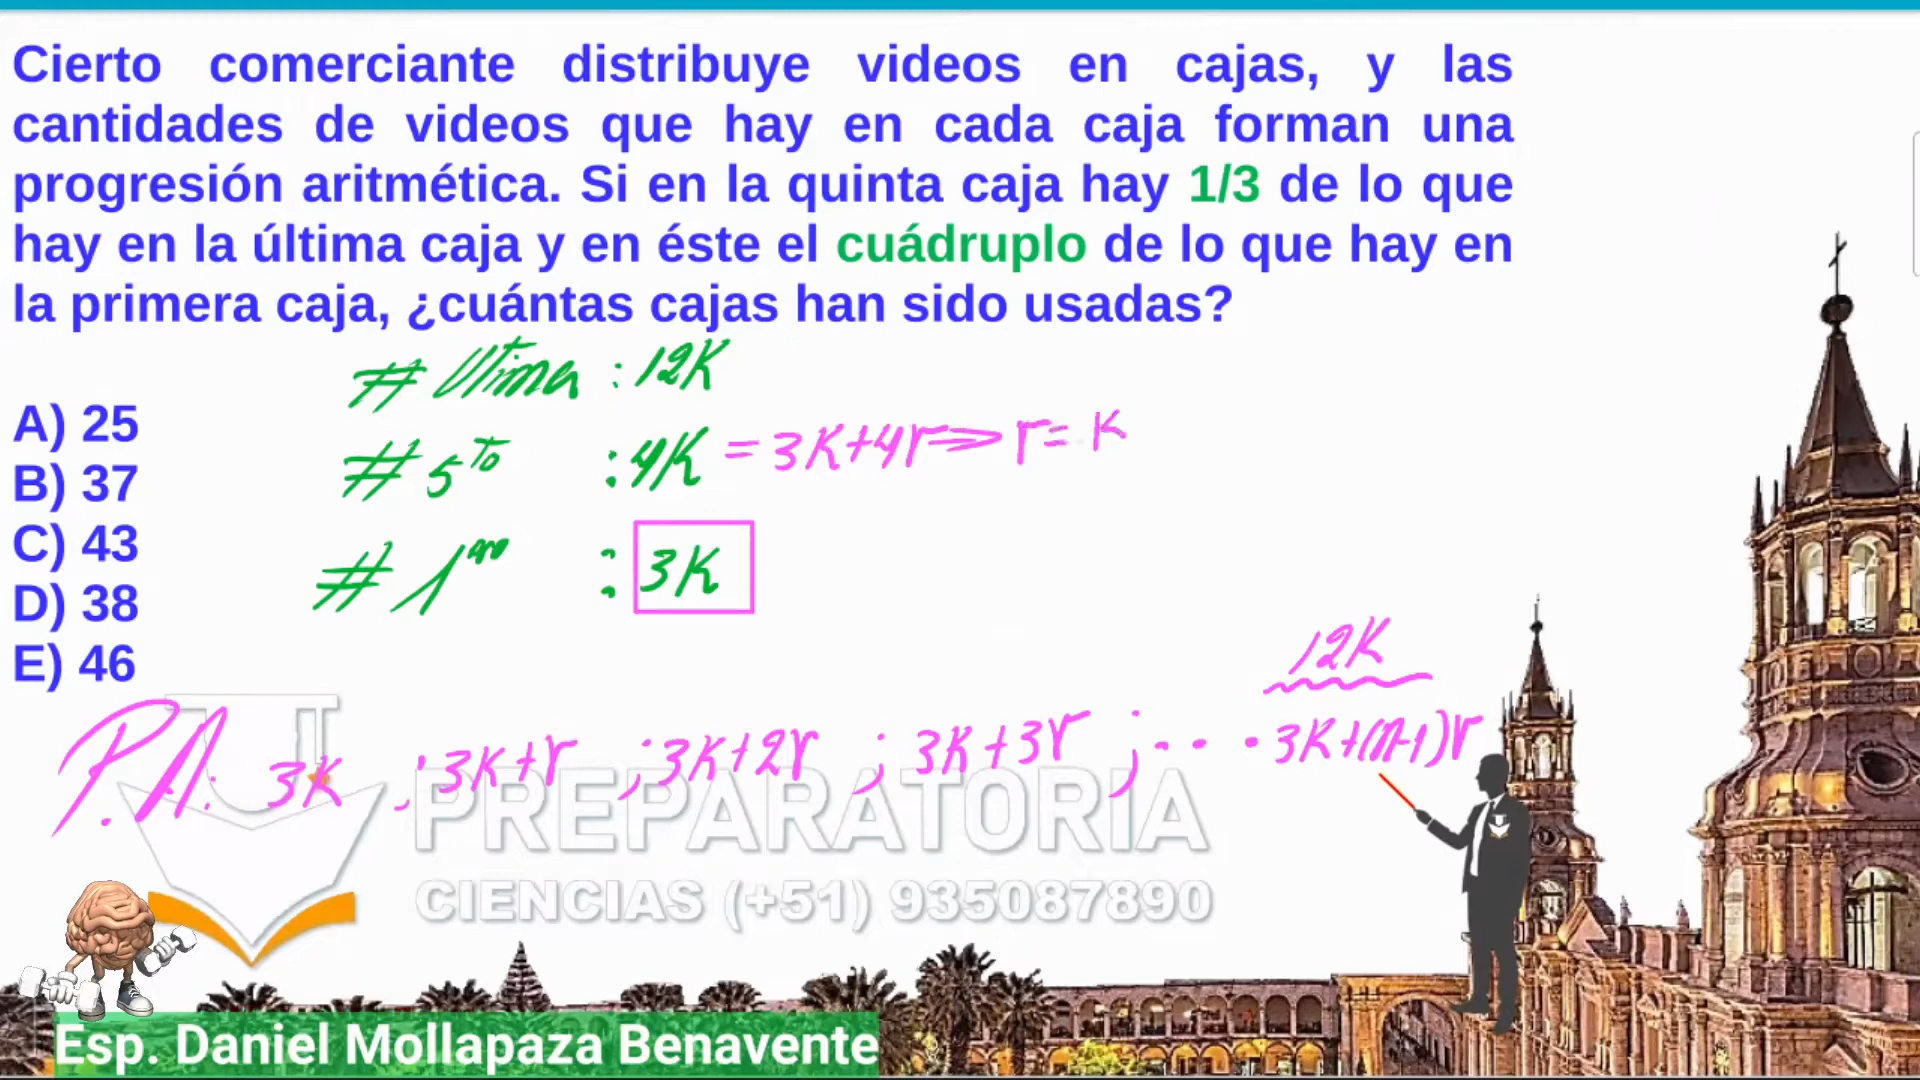 Cierto comerciante distribuye videos en cajas, y las
cantidades de videos que hay en cada caja forman una
progresión aritmética. Si en la quinta caja hay 1/3 de lo que
hay en la última caja y en éste el cuádruplo de lo que hay en
la primera caja, ¿cuántas cajas han sido usadas?
# Utima : 12K
A) 25
# 5to : 4K = 3K+4r => r = K
B) 37
C) 43
# 1era : 3K
D) 38
E) 46
12K
P.A. 3K ; 3K+r ; 3K+2r ; 3K+3r ; . . . 3K+(n-1)r
PREPARATORIA
CIENCIAS (+51) 935087890
Esp. Daniel Mollapaza Benavente